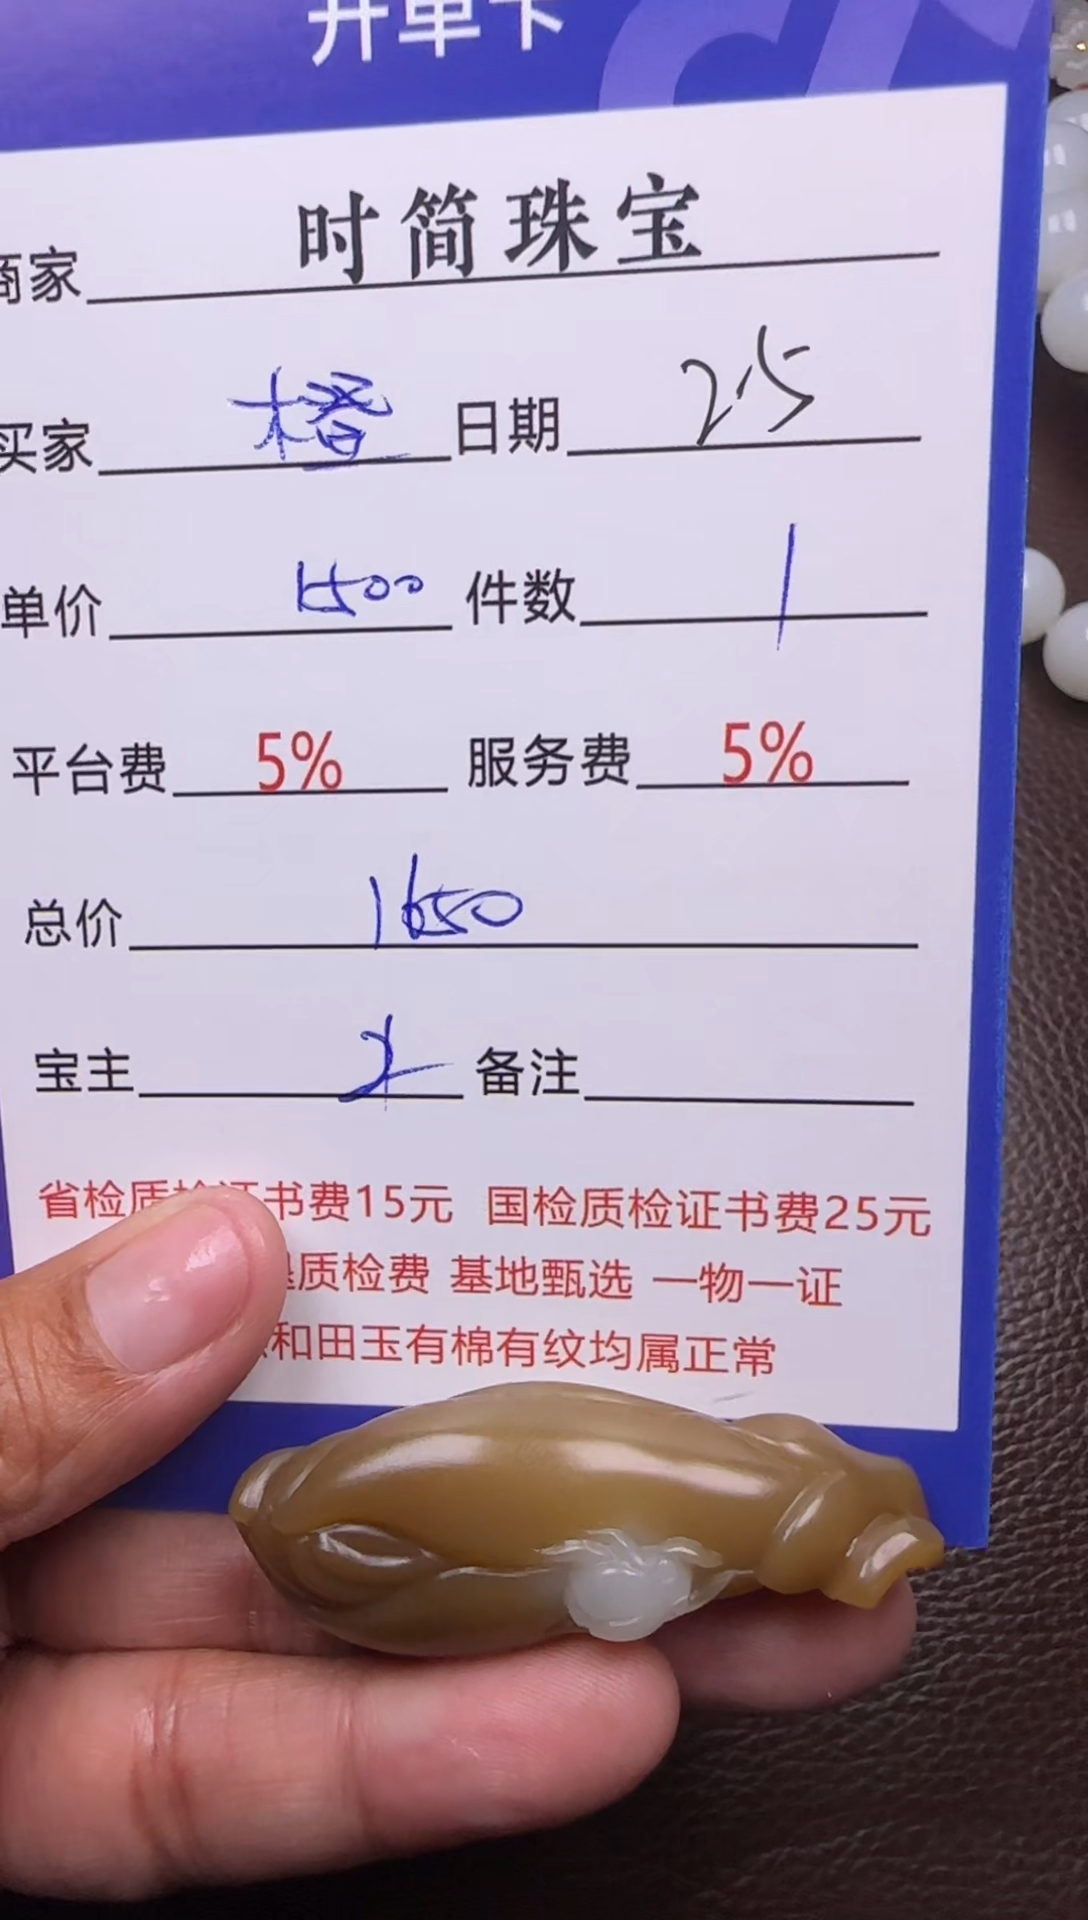 开单卡
商家 时简珠宝
买家 橙 日期 2.5
单价 1500 件数 1
平台费 5% 服务费 5%
总价 1650
宝主 备注
省检质检证书费15元 国检质检证书费25元
质检费 基地甄选 一物一证
和田玉有棉有纹均属正常